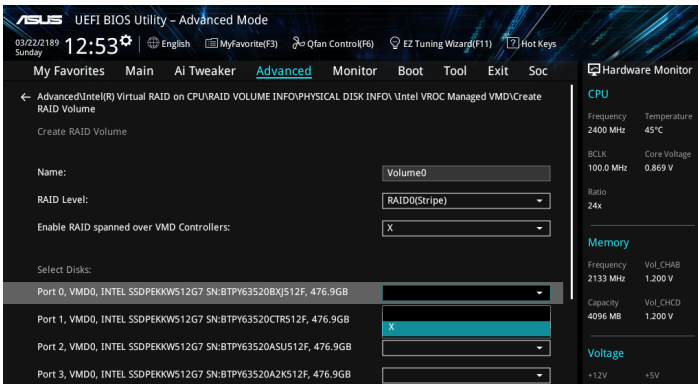 ASUS UEFI BIOS Utility – Advanced Mode
03/22/2189 Sunday 12:53 English MyFavorite(F3) Qfan Control(F6) EZ Tuning Wizard(F11) ? Hot Keys
My Favorites Main Ai Tweaker Advanced Monitor Boot Tool Exit Soc
← Advanced\Intel(R) Virtual RAID on CPU\RAID VOLUME INFO\PHYSICAL DISK INFO\ \Intel VROC Managed VMD\Create
RAID Volume
Create RAID Volume
Name: Volume0
RAID Level: RAID0(Stripe)
Enable RAID spanned over VMD Controllers: X
Select Disks:
Port 0, VMD0, INTEL SSDPEKKW512G7 SN:BTPY63520BXJ512F, 476.9GB
Port 1, VMD0, INTEL SSDPEKKW512G7 SN:BTPY63520CTR512F, 476.9GB
X
Port 2, VMD0, INTEL SSDPEKKW512G7 SN:BTPY63520ASU512F, 476.9GB
Port 3, VMD0, INTEL SSDPEKKW512G7 SN:BTPY63520A2K512F, 476.9GB
Hardware Monitor
CPU
Frequency Temperature
2400 MHz 45°C
BCLK Core Voltage
100.0 MHz 0.869 V
Ratio
24x
Memory
Frequency Vol_CHAB
2133 MHz 1.200 V
Capacity Vol_CHCD
4096 MB 1.200 V
Voltage
+12V +5V